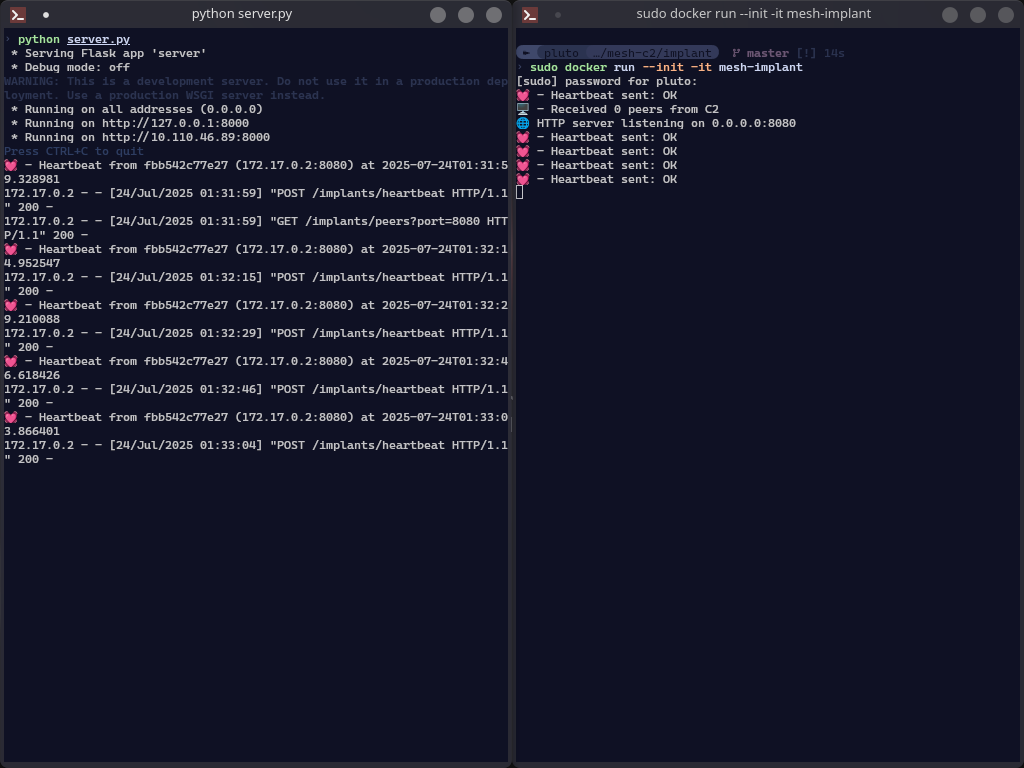 python server.py
› python server.py
 * Serving Flask app 'server'
 * Debug mode: off
WARNING: This is a development server. Do not use it in a production dep
loyment. Use a production WSGI server instead.
 * Running on all addresses (0.0.0.0)
 * Running on http://127.0.0.1:8000
 * Running on http://10.110.46.89:8000
Press CTRL+C to quit
💓 - Heartbeat from fbb542c77e27 (172.17.0.2:8080) at 2025-07-24T01:31:5
9.328981
172.17.0.2 - - [24/Jul/2025 01:31:59] "POST /implants/heartbeat HTTP/1.1
" 200 -
172.17.0.2 - - [24/Jul/2025 01:31:59] "GET /implants/peers?port=8080 HTT
P/1.1" 200 -
💓 - Heartbeat from fbb542c77e27 (172.17.0.2:8080) at 2025-07-24T01:32:1
4.952547
172.17.0.2 - - [24/Jul/2025 01:32:15] "POST /implants/heartbeat HTTP/1.1
" 200 -
💓 - Heartbeat from fbb542c77e27 (172.17.0.2:8080) at 2025-07-24T01:32:2
9.210088
172.17.0.2 - - [24/Jul/2025 01:32:29] "POST /implants/heartbeat HTTP/1.1
" 200 -
💓 - Heartbeat from fbb542c77e27 (172.17.0.2:8080) at 2025-07-24T01:32:4
6.618426
172.17.0.2 - - [24/Jul/2025 01:32:46] "POST /implants/heartbeat HTTP/1.1
" 200 -
💓 - Heartbeat from fbb542c77e27 (172.17.0.2:8080) at 2025-07-24T01:33:0
3.866401
172.17.0.2 - - [24/Jul/2025 01:33:04] "POST /implants/heartbeat HTTP/1.1
" 200 -
sudo docker run --init -it mesh-implant
pluto …/mesh-c2/implant master [!] 14s
› sudo docker run --init -it mesh-implant
[sudo] password for pluto:
💓 - Heartbeat sent: OK
🖥️ - Received 0 peers from C2
🌐 HTTP server listening on 0.0.0.0:8080
💓 - Heartbeat sent: OK
💓 - Heartbeat sent: OK
💓 - Heartbeat sent: OK
💓 - Heartbeat sent: OK